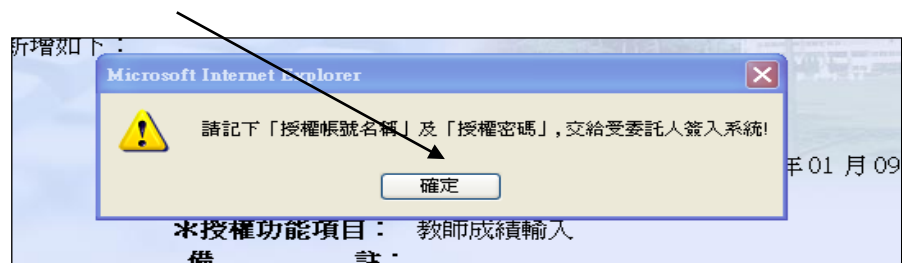 新增如下：
Microsoft Internet Explorer
請記下「授權帳號名稱」及「授權密碼」,交給受委託人簽入系統!
年01 月09
確定
*授權功能項目： 教師成績輸入
備 註：